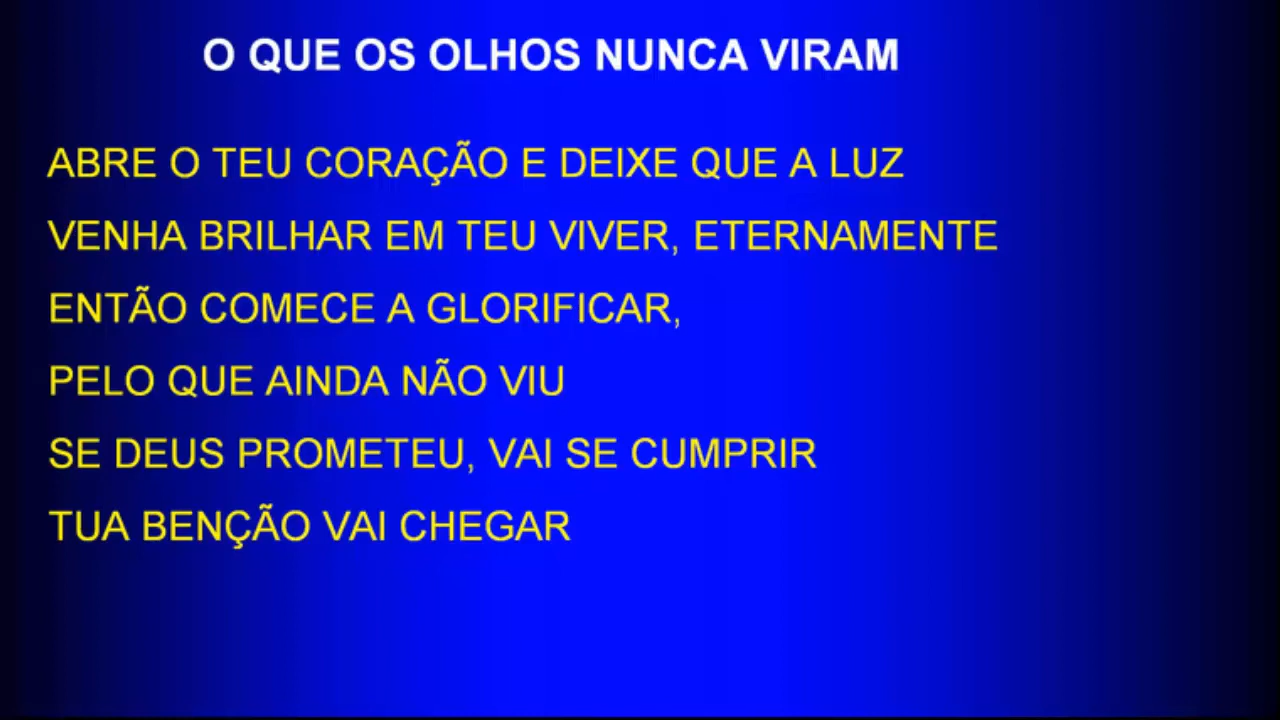 O QUE OS OLHOS NUNCA VIRAM
ABRE O TEU CORAÇÃO E DEIXE QUE A LUZ
VENHA BRILHAR EM TEU VIVER, ETERNAMENTE
ENTÃO COMECE A GLORIFICAR,
PELO QUE AINDA NÃO VIU
SE DEUS PROMETEU, VAI SE CUMPRIR
TUA BENÇÃO VAI CHEGAR